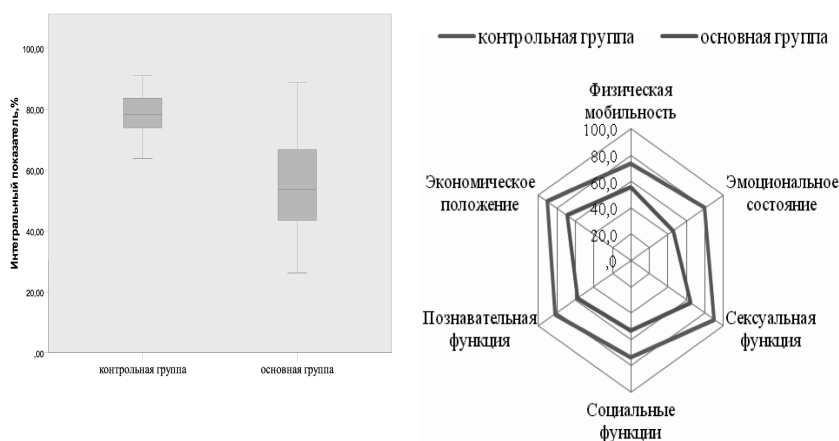 Интегральный показатель,%
100,00
80,00
60,00
40,00
20,00
,00
контрольная группа
основная группа
контрольная группа
основная группа
Физическая
мобильность
100,0
80,0
60,0
40,0
20,0
,0
Эмоциональное
состояние
Сексуальная
функция
Социальные
функции
Познавательная
функция
Экономическое
положение